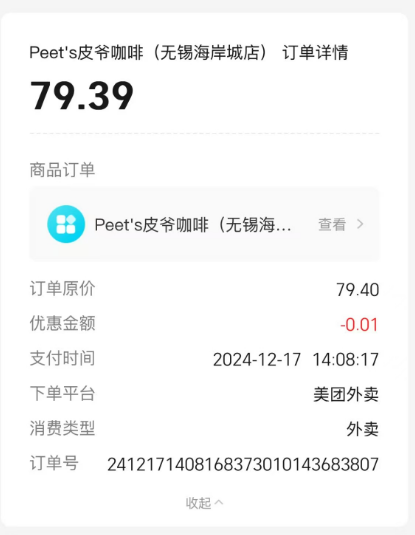 Peet's皮爷咖啡（无锡海岸城店） 订单详情
79.39
商品订单
Peet's皮爷咖啡（无锡海... 查看 >
订单原价 79.40
优惠金额 -0.01
支付时间 2024-12-17 14:08:17
下单平台 美团外卖
消费类型 外卖
订单号 24121714081683730101436​83807
收起